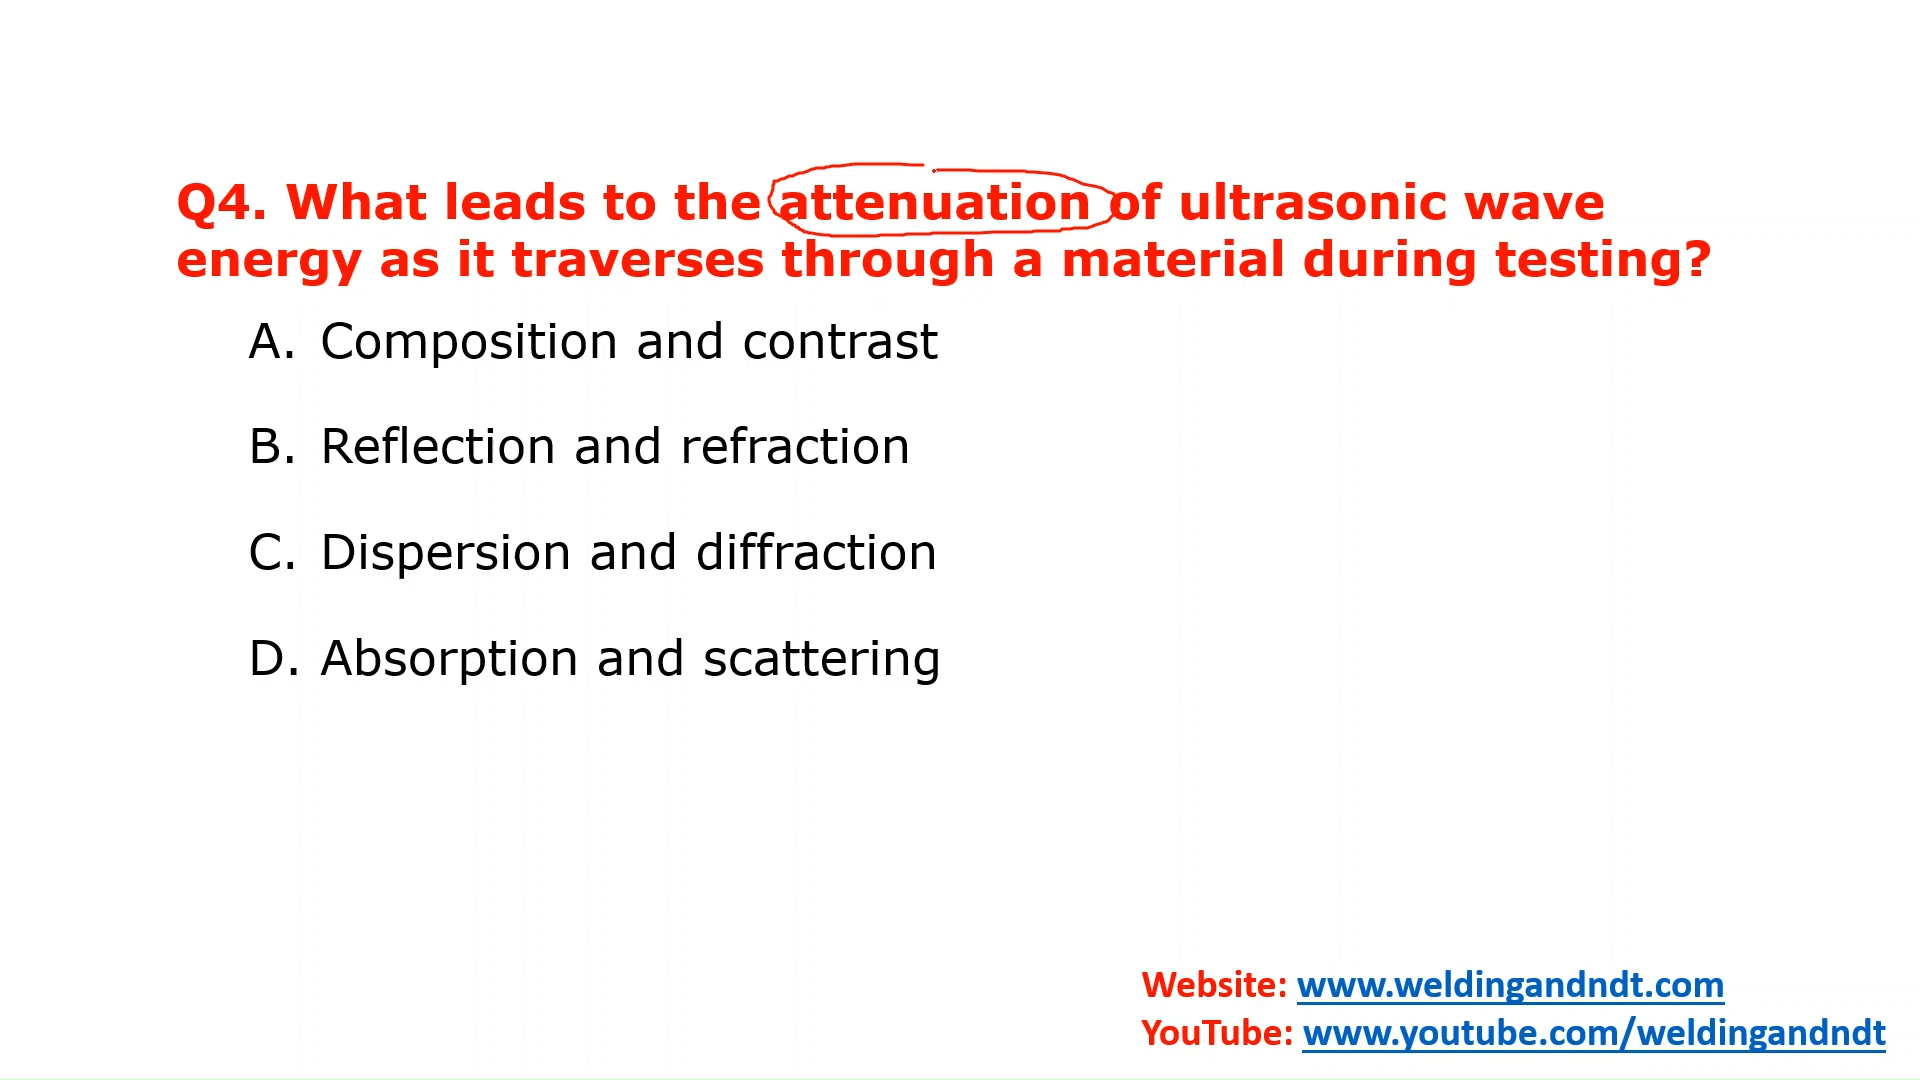 Q4. What leads to the attenuation of ultrasonic wave
energy as it traverses through a material during testing?
A. Composition and contrast
B. Reflection and refraction
C. Dispersion and diffraction
D. Absorption and scattering
Website: www.weldingandndt.com
YouTube: www.youtube.com/weldingandndt